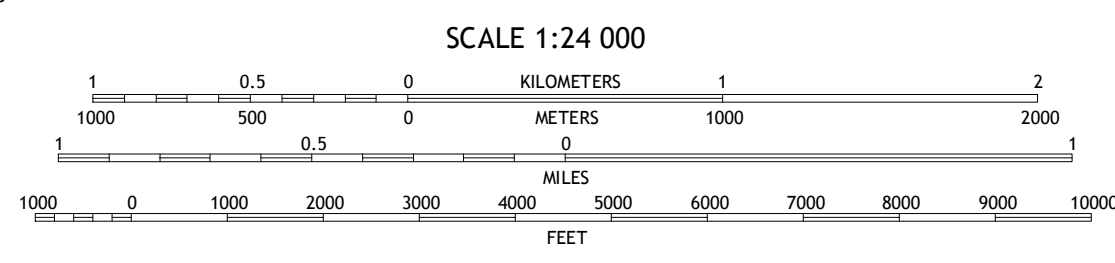 SCALE 1:24 000
1 0.5 0 KILOMETERS 1 2
1000 500 0 METERS 1000 2000
1 0.5 0 1
MILES
1000 0 1000 2000 3000 4000 5000 6000 7000 8000 9000 10000
FEET